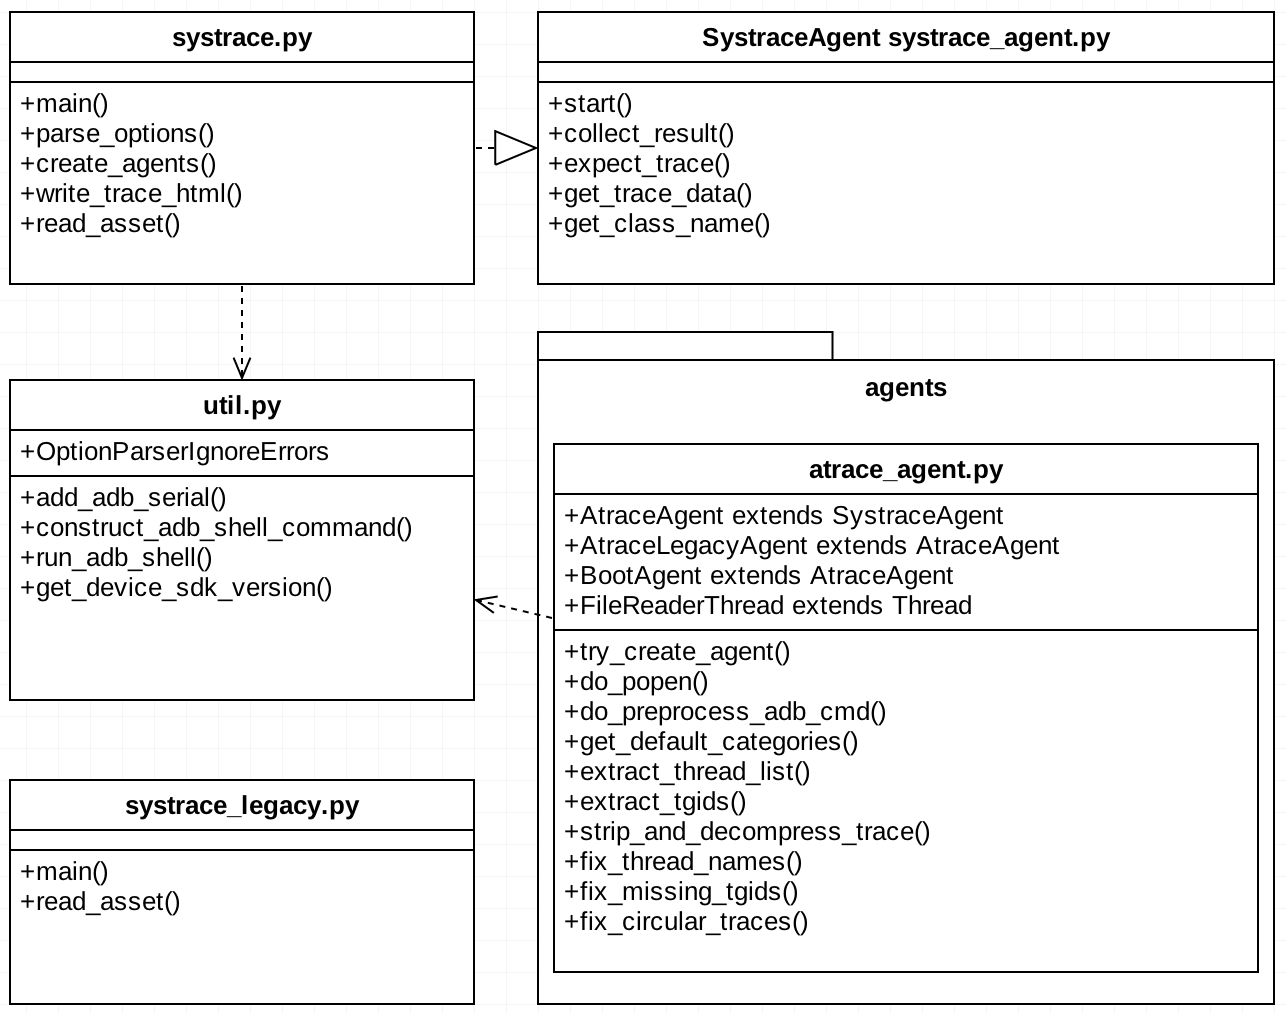 systrace.py
+main()
+parse_options()
+create_agents()
+write_trace_html()
+read_asset()
SystraceAgent systrace_agent.py
+start()
+collect_result()
+expect_trace()
+get_trace_data()
+get_class_name()
util.py
+OptionParserIgnoreErrors
+add_adb_serial()
+construct_adb_shell_command()
+run_adb_shell()
+get_device_sdk_version()
agents
atrace_agent.py
+AtraceAgent extends SystraceAgent
+AtraceLegacyAgent extends AtraceAgent
+BootAgent extends AtraceAgent
+FileReaderThread extends Thread
+try_create_agent()
+do_popen()
+do_preprocess_adb_cmd()
+get_default_categories()
+extract_thread_list()
+extract_tgids()
+strip_and_decompress_trace()
+fix_thread_names()
+fix_missing_tgids()
+fix_circular_traces()
systrace_legacy.py
+main()
+read_asset()